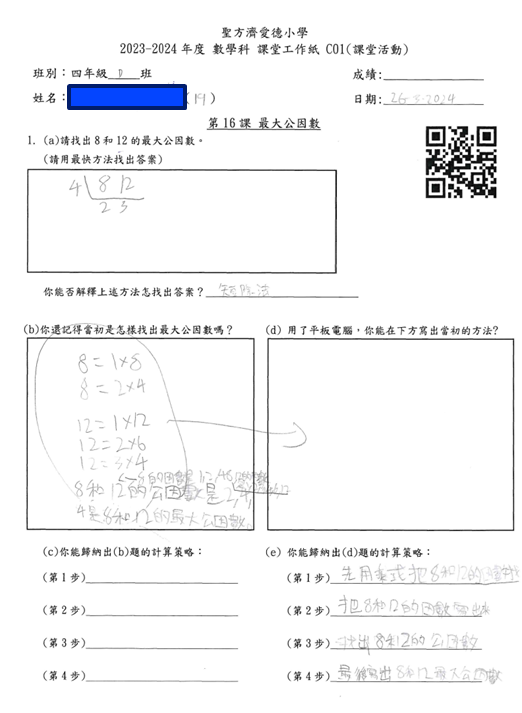 聖方濟愛德小學
2023-2024 年度 數學科 課堂工作紙 C01(課堂活動)
班別：四年級 D 班 成績:
姓名： (19) 日期: 26-3-2024
第 16 課 最大公因數
1. (a)請找出 8 和 12 的最大公因數。
(請用最快方法找出答案)
4 8 12
2 3
你能否解釋上述方法怎找出答案？ 短除法
(b)你還記得當初是怎樣找出最大公因數嗎？ (d) 用了平板電腦，你能在下方寫出當初的方法?
8=1×8
8=2×4
12=1×12
12=2×6
12=3×4
8和12的公因數是
4是8和12的最大公因數
(c)你能歸納出(b)題的計算策略： (e) 你能歸納出(d)題的計算策略：
(第 1 步) (第 1 步) 先用乘式把8和12的
(第 2 步) (第 2 步) 把8和12的因數寫出來
(第 3 步) (第 3 步) 找出8和12的公因數
(第 4 步) (第 4 步) 出8和12最大公因數